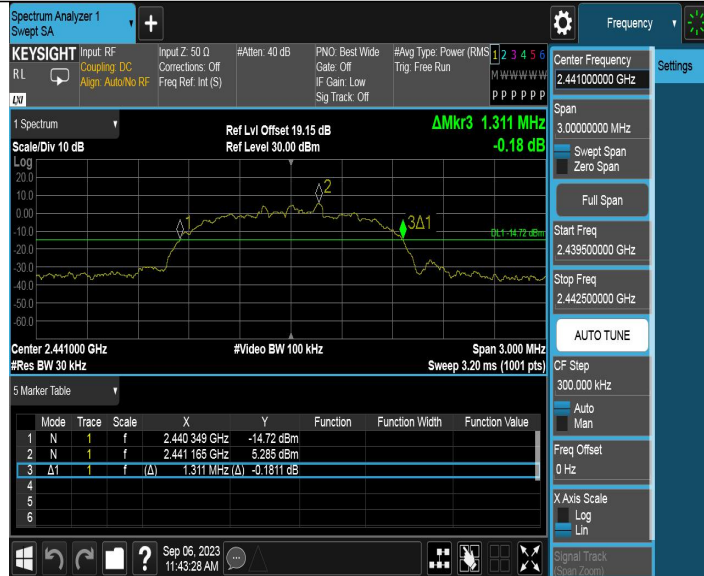 Spectrum Analyzer 1
Swept SA
Frequency
KEYSIGHT
RL
LXI
Input: RF
Coupling: DC
Align: Auto/No RF
Input Z: 50 Ω
Corrections: Off
Freq Ref: Int (S)
#Atten: 40 dB
PNO: Best Wide
Gate: Off
IF Gain: Low
Sig Track: Off
#Avg Type: Power (RMS
Trig: Free Run
1 2 3 4 5 6
M W W W W W
P P P P P P
Center Frequency
2.441000000 GHz
Settings
Span
3.00000000 MHz
Swept Span
Zero Span
Full Span
Start Freq
2.439500000 GHz
Stop Freq
2.442500000 GHz
AUTO TUNE
CF Step
300.000 kHz
Auto
Man
Freq Offset
0 Hz
X Axis Scale
Log
Lin
Signal Track
(Span Zoom)
1 Spectrum
Scale/Div 10 dB
Ref Lvl Offset 19.15 dB
Ref Level 30.00 dBm
ΔMkr3 1.311 MHz
-0.18 dB
Log
20.0
10.0
0.00
-10.0
-20.0
-30.0
-40.0
-50.0
-60.0
1
2
3Δ1
DL1 -14.72 dBm
Center 2.441000 GHz
#Video BW 100 kHz
Span 3.000 MHz
#Res BW 30 kHz
Sweep 3.20 ms (1001 pts)
5 Marker Table
Mode Trace Scale X Y Function Function Width Function Value
1 N 1 f 2.440 349 GHz -14.72 dBm
2 N 1 f 2.441 165 GHz 5.285 dBm
3 Δ1 1 f (Δ) 1.311 MHz (Δ) -0.1811 dB
4
5
6
?
Sep 06, 2023
11:43:28 AM